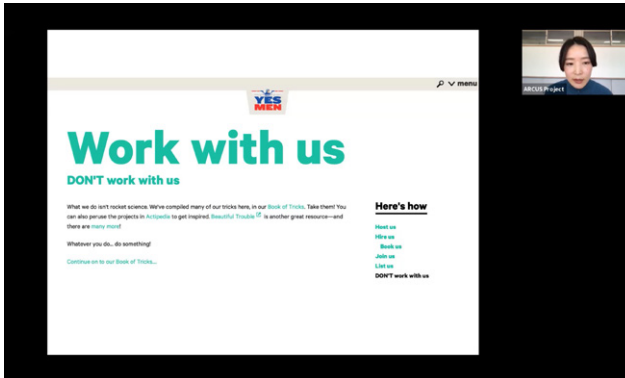 menu
YES
MEN
Work with us
DON'T work with us
What we do isn't rocket science. We've compiled many of our tricks here, in our Book of Tricks. Take them! You
can also peruse the projects in Actipedia to get inspired. Beautiful Trouble is another great resource—and
there are many more!
Whatever you do... do something!
Continue on to our Book of Tricks...
Here's how
Host us
Hire us
Book us
Join us
List us
DON'T work with us
ARCUS Project